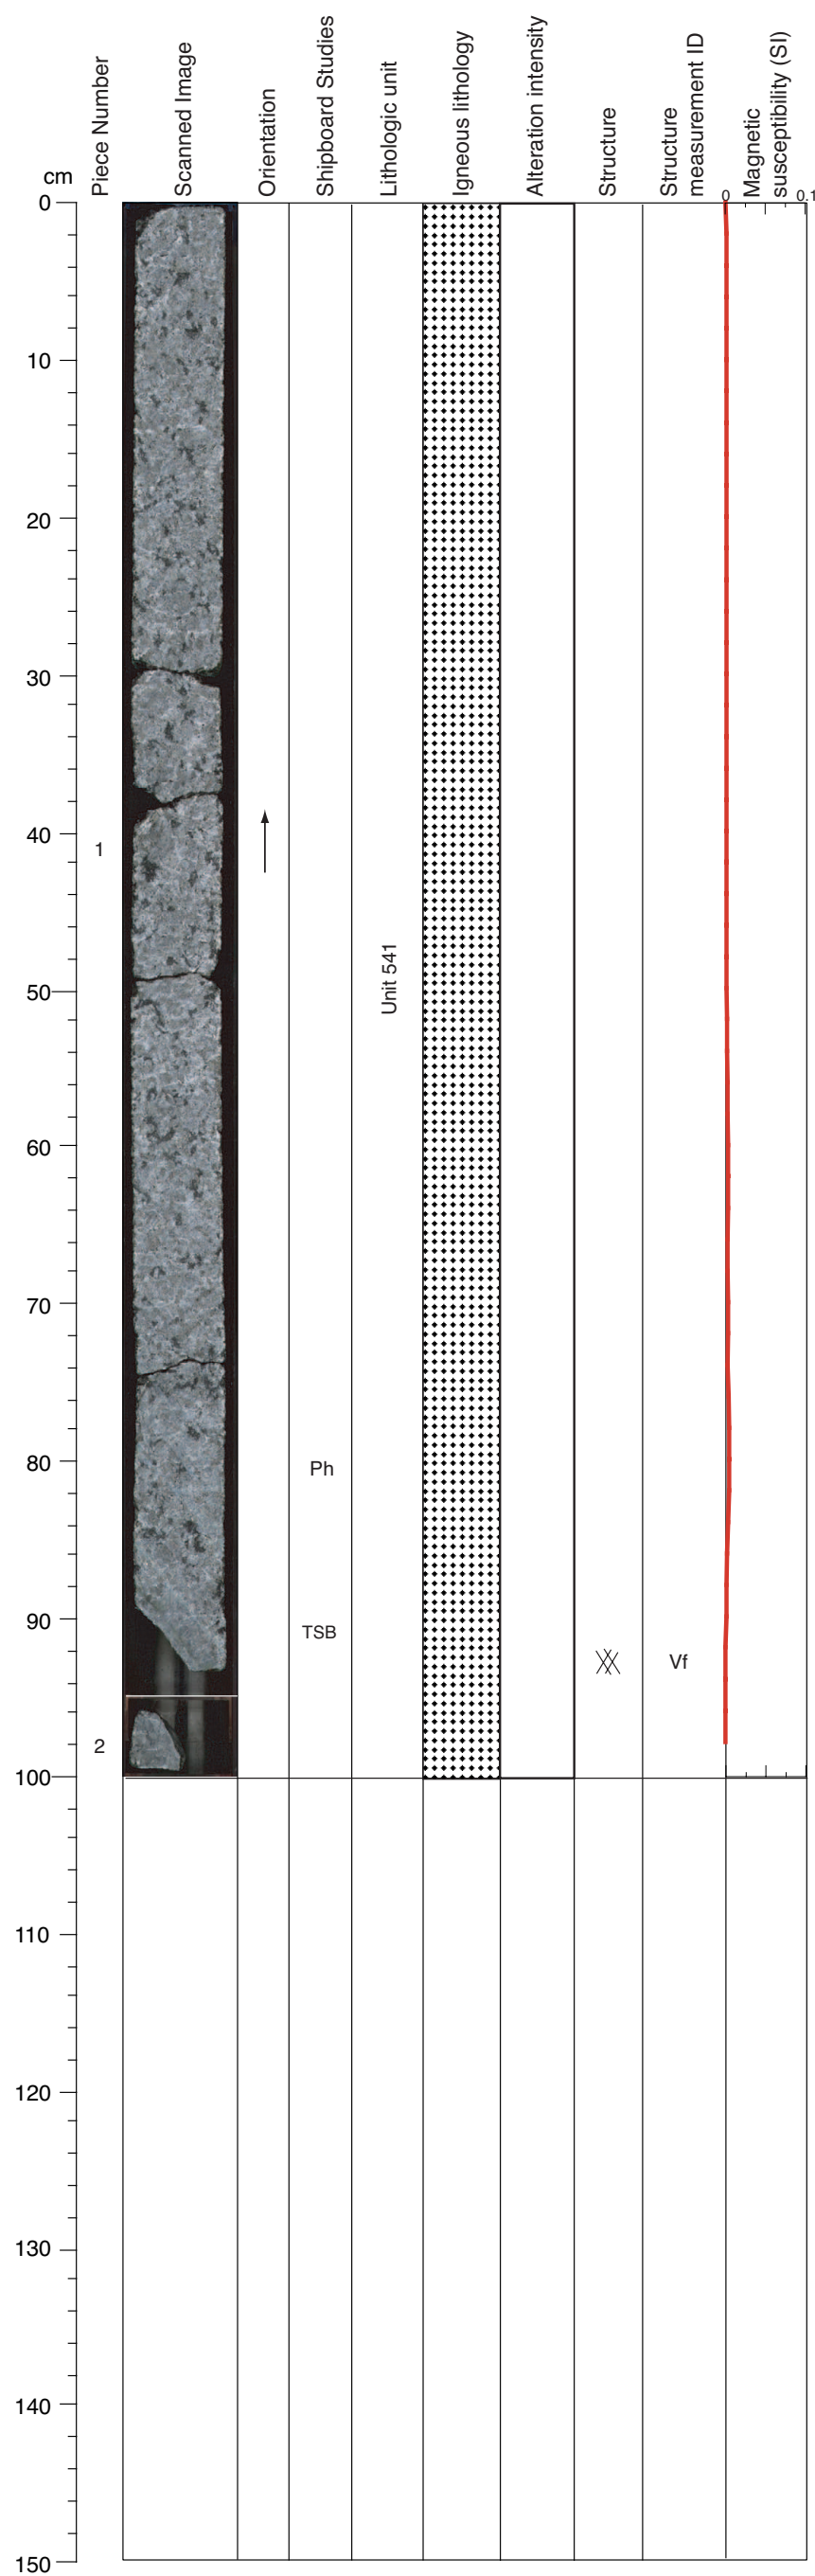 cm
Piece Number
Scanned Image
Orientation
Shipboard Studies
Lithologic unit
Igneous lithology
Alteration intensity
Structure
Structure
measurement ID
Magnetic
susceptibility (SI)
0
0.1
0
10
20
30
40
1
Unit 541
50
60
70
80
Ph
90
TSB
Vf
2
100
110
120
130
140
150